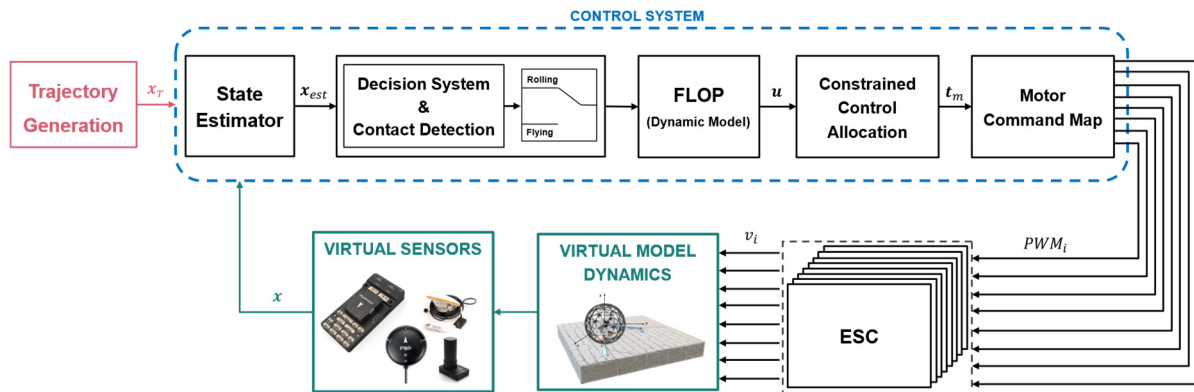 CONTROL SYSTEM
Trajectory
Generation
x_T
State
Estimator
x_est
Decision System
&
Contact Detection
Rolling
Flying
FLOP
(Dynamic Model)
u
Constrained
Control
Allocation
t_m
Motor
Command Map
VIRTUAL SENSORS
x
VIRTUAL MODEL
DYNAMICS
v_i
ESC
PWM_i